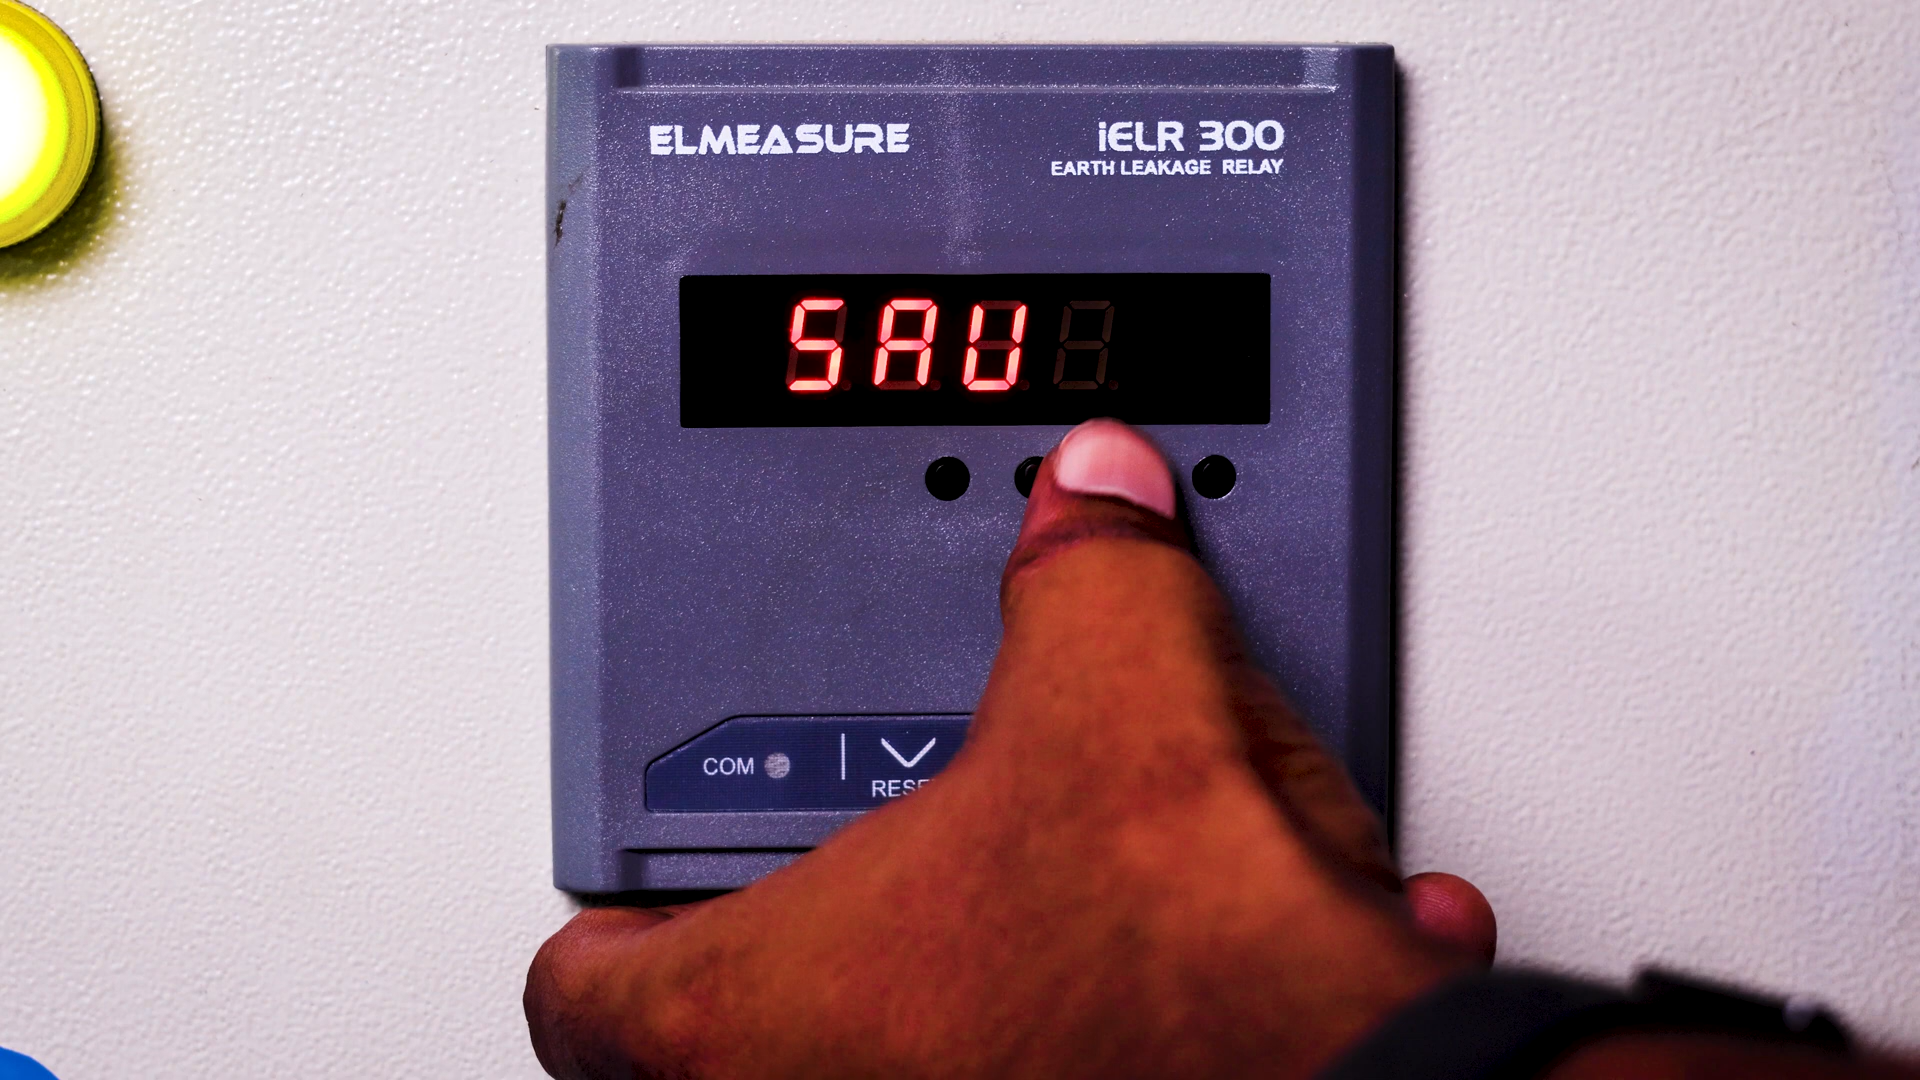 ELMEASURE
iELR 300
EARTH LEAKAGE RELAY
SAU
COM